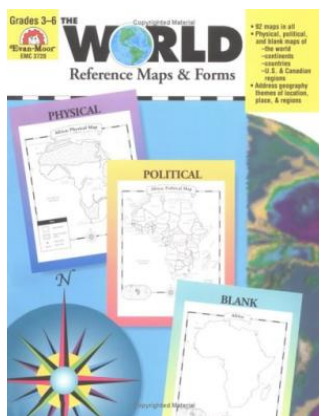 Grades 3–6
Evan-Moor
EMC 3729
Copyrighted Material
THE
WORLD
Reference Maps & Forms
• 92 maps in all
• Physical, political,
and blank maps of
–the world
–continents
–countries
–U.S. & Canadian
regions
• Address geography
themes of location,
place, & regions
PHYSICAL
Africa: Physical Map
POLITICAL
Africa: Political Map
N
BLANK
Africa
Copyrighted Material